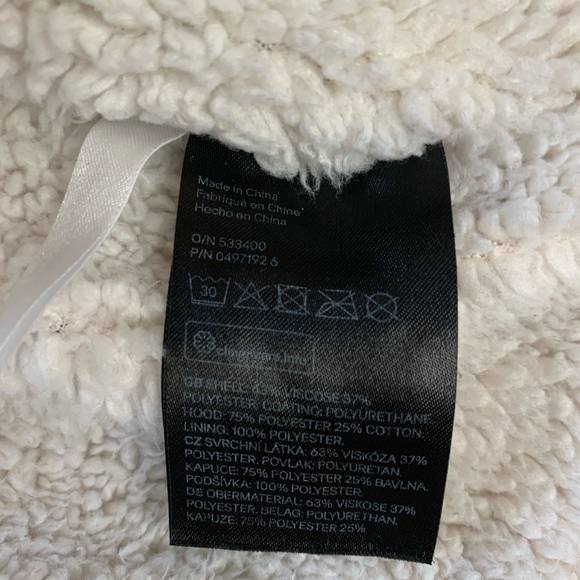 Made in China
Fabriqué en Chine
Hecho en China
O/N 533400
P/N 0497192 6
30
clevercare.info
GB SHELL: 63% VISCOSE 37%
POLYESTER. COATING: POLYURETHANE.
HOOD: 75% POLYESTER 25% COTTON.
LINING: 100% POLYESTER.
CZ SVRCHNÍ LÁTKA: 63% VISKÓZA 37%
POLYESTER. POVLAK: POLYURETAN.
KAPUCE: 75% POLYESTER 25% BAVLNA.
PODŠÍVKA: 100% POLYESTER.
DE OBERMATERIAL: 63% VISKOSE 37%
POLYESTER. BELAG: POLYURETHAN.
KAPUZE: 75% POLYESTER 25%